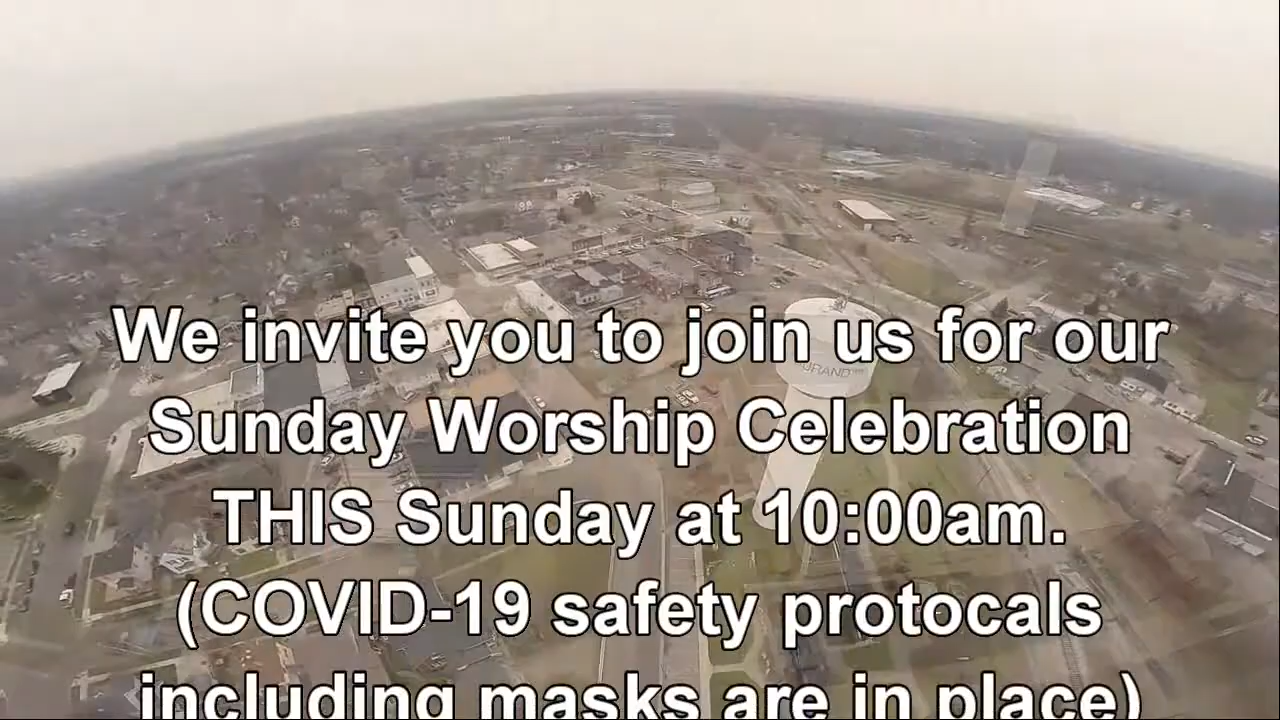 We invite you to join us for our
Sunday Worship Celebration
THIS Sunday at 10:00am.
(COVID-19 safety protocals
including masks are in place)